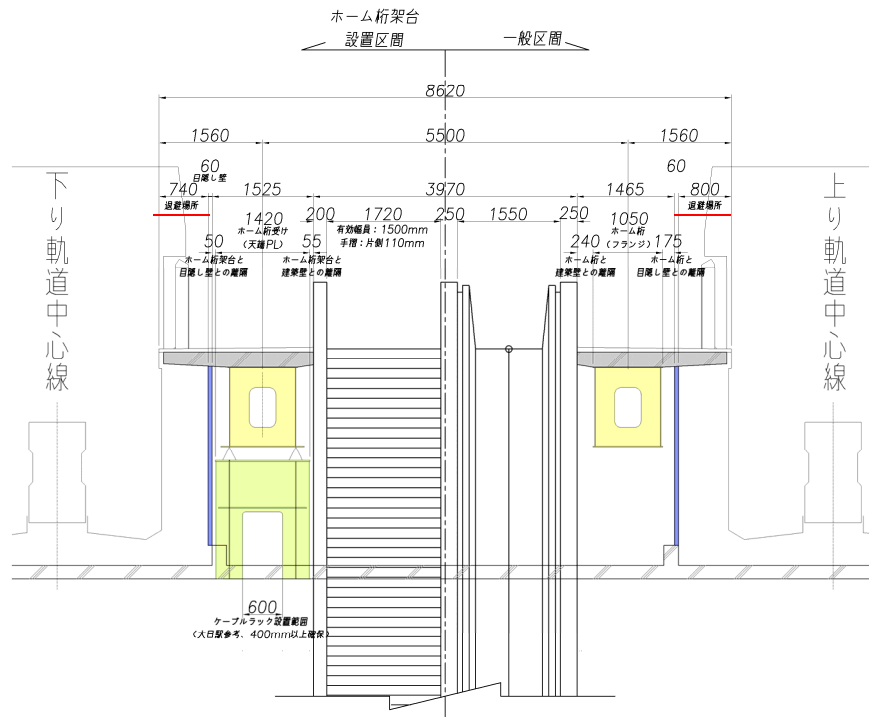 ホーム桁架台
設置区間
一般区間
8620
1560
5500
1560
60
目隠し壁
60
740
1525
3970
1465
800
退避場所
退避場所
1420
ホーム桁受け
(天端PL)
200
1720
250
1550
250
1050
ホーム桁
(フランジ)
有効幅員：1500mm
手摺：片側110mm
50
55
240
175
ホーム桁架台と
目隠し壁との離隔
ホーム桁架台と
建築壁との離隔
ホーム桁と
建築壁との離隔
ホーム桁と
目隠し壁との離隔
下り軌道中心線
上り軌道中心線
600
ケーブルラック設置範囲
(大日駅参考、400mm以上確保)